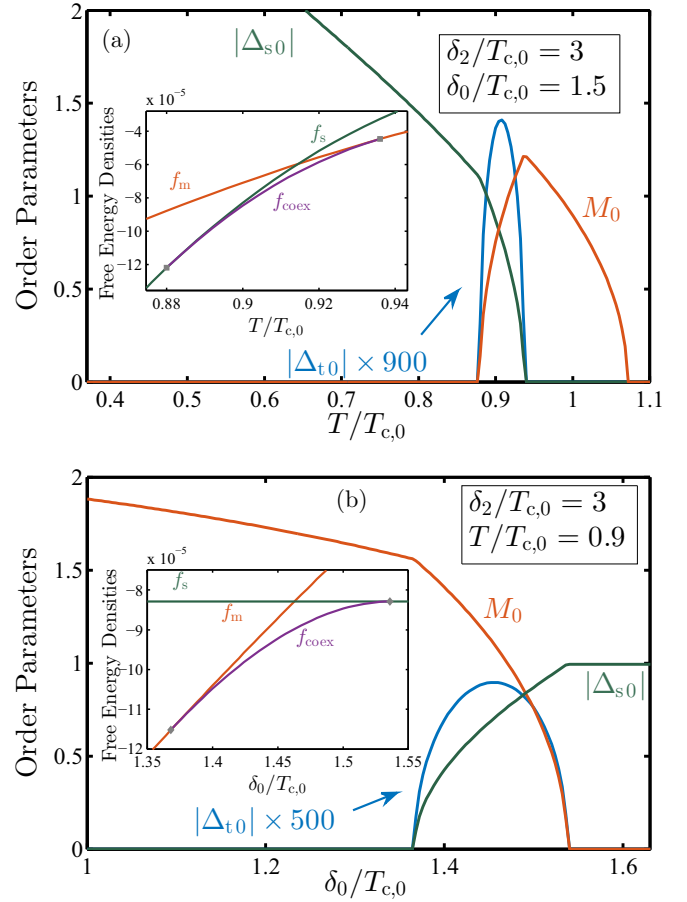 (a)
|Δs0|
δ2/Tc,0 = 3
δ0/Tc,0 = 1.5
x 10⁻⁵
fs
fm
fcoex
−4
−6
−8
−10
−12
Free Energy Densities
0.88 0.9 0.92 0.94
T/Tc,0
M0
|Δt0| × 900
2
1.5
1
0.5
0
Order Parameters
0.4 0.5 0.6 0.7 0.8 0.9 1 1.1
T/Tc,0
(b)
δ2/Tc,0 = 3
T/Tc,0 = 0.9
x 10⁻⁵
fs
fm
fcoex
−7
−8
−9
−10
−11
−12
Free Energy Densities
1.35 1.4 1.45 1.5 1.55
δ0/Tc,0
M0
|Δs0|
|Δt0| × 500
2
1.5
1
0.5
0
Order Parameters
1 1.2 1.4 1.6
δ0/Tc,0